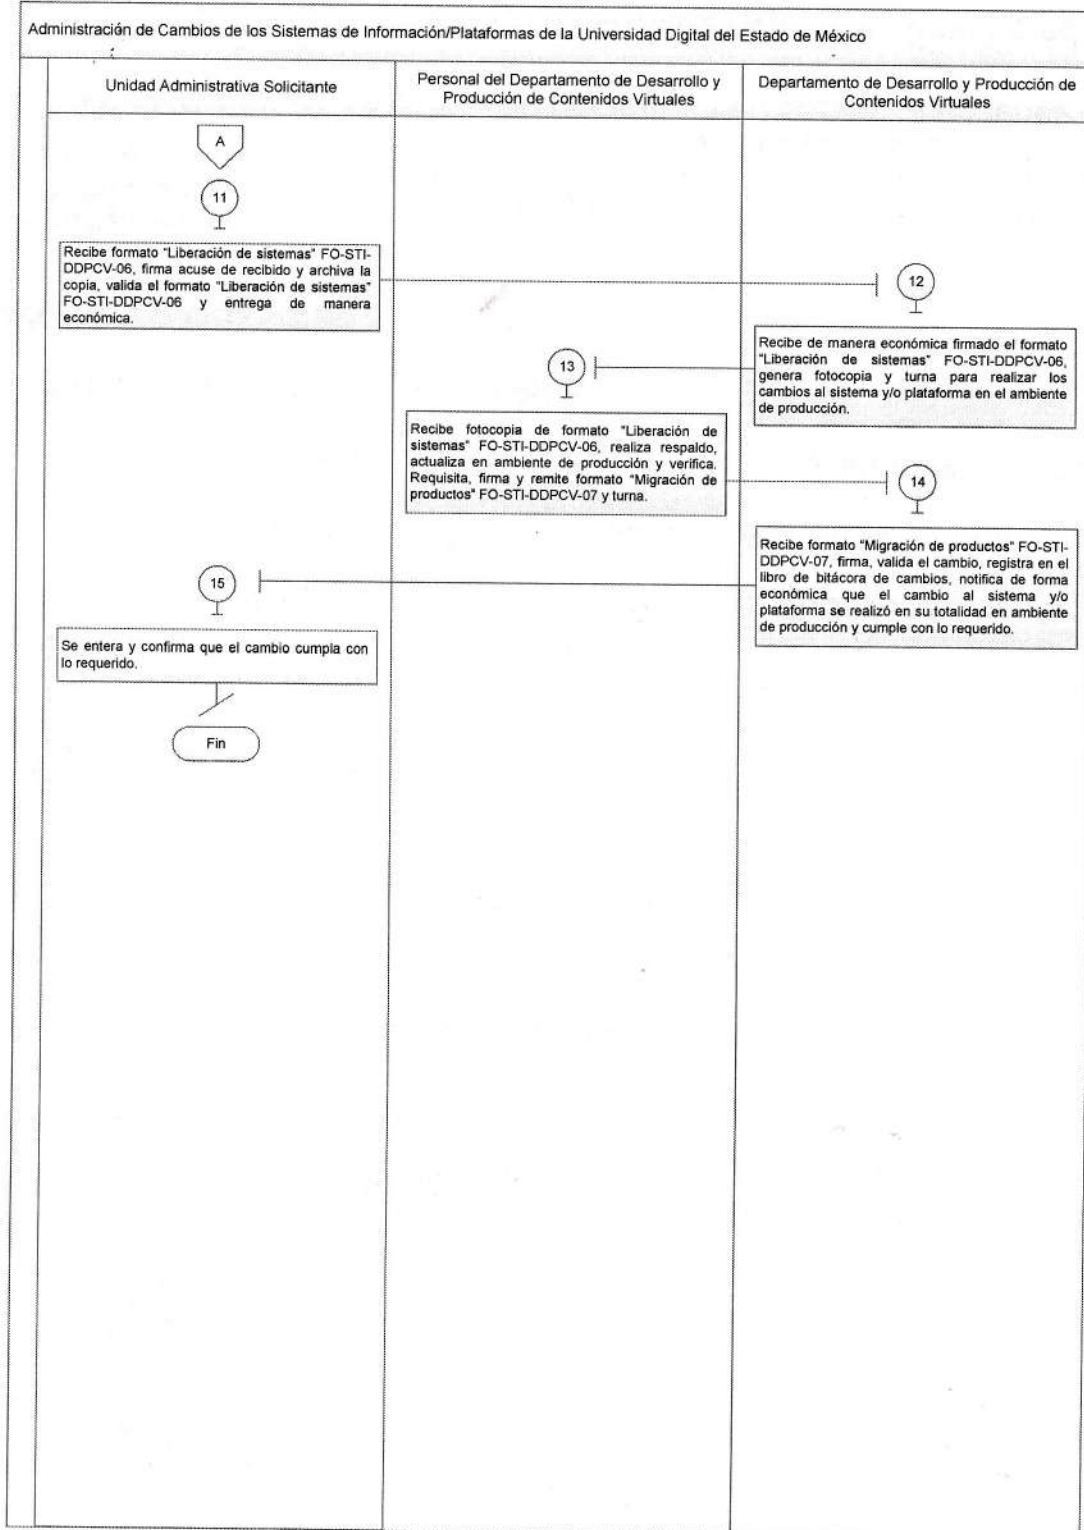 Administración de Cambios de los Sistemas de Información/Plataformas de la Universidad Digital del Estado de México
Unidad Administrativa Solicitante
Personal del Departamento de Desarrollo y
Producción de Contenidos Virtuales
Departamento de Desarrollo y Producción de
Contenidos Virtuales
A
11
Recibe formato "Liberación de sistemas" FO-STI-
DDPCV-06, firma acuse de recibido y archiva la
copia, valida el formato "Liberación de sistemas"
FO-STI-DDPCV-06 y entrega de manera
económica.
12
Recibe de manera económica firmado el formato
"Liberación de sistemas" FO-STI-DDPCV-06,
genera fotocopia y turna para realizar los
cambios al sistema y/o plataforma en el ambiente
de producción.
13
Recibe fotocopia de formato "Liberación de
sistemas" FO-STI-DDPCV-06, realiza respaldo,
actualiza en ambiente de producción y verifica.
Requisita, firma y remite formato "Migración de
productos" FO-STI-DDPCV-07 y turna.
14
Recibe formato "Migración de productos" FO-STI-
DDPCV-07, firma, valida el cambio, registra en el
libro de bitácora de cambios, notifica de forma
económica que el cambio al sistema y/o
plataforma se realizó en su totalidad en ambiente
de producción y cumple con lo requerido.
15
Se entera y confirma que el cambio cumpla con
lo requerido.
Fin